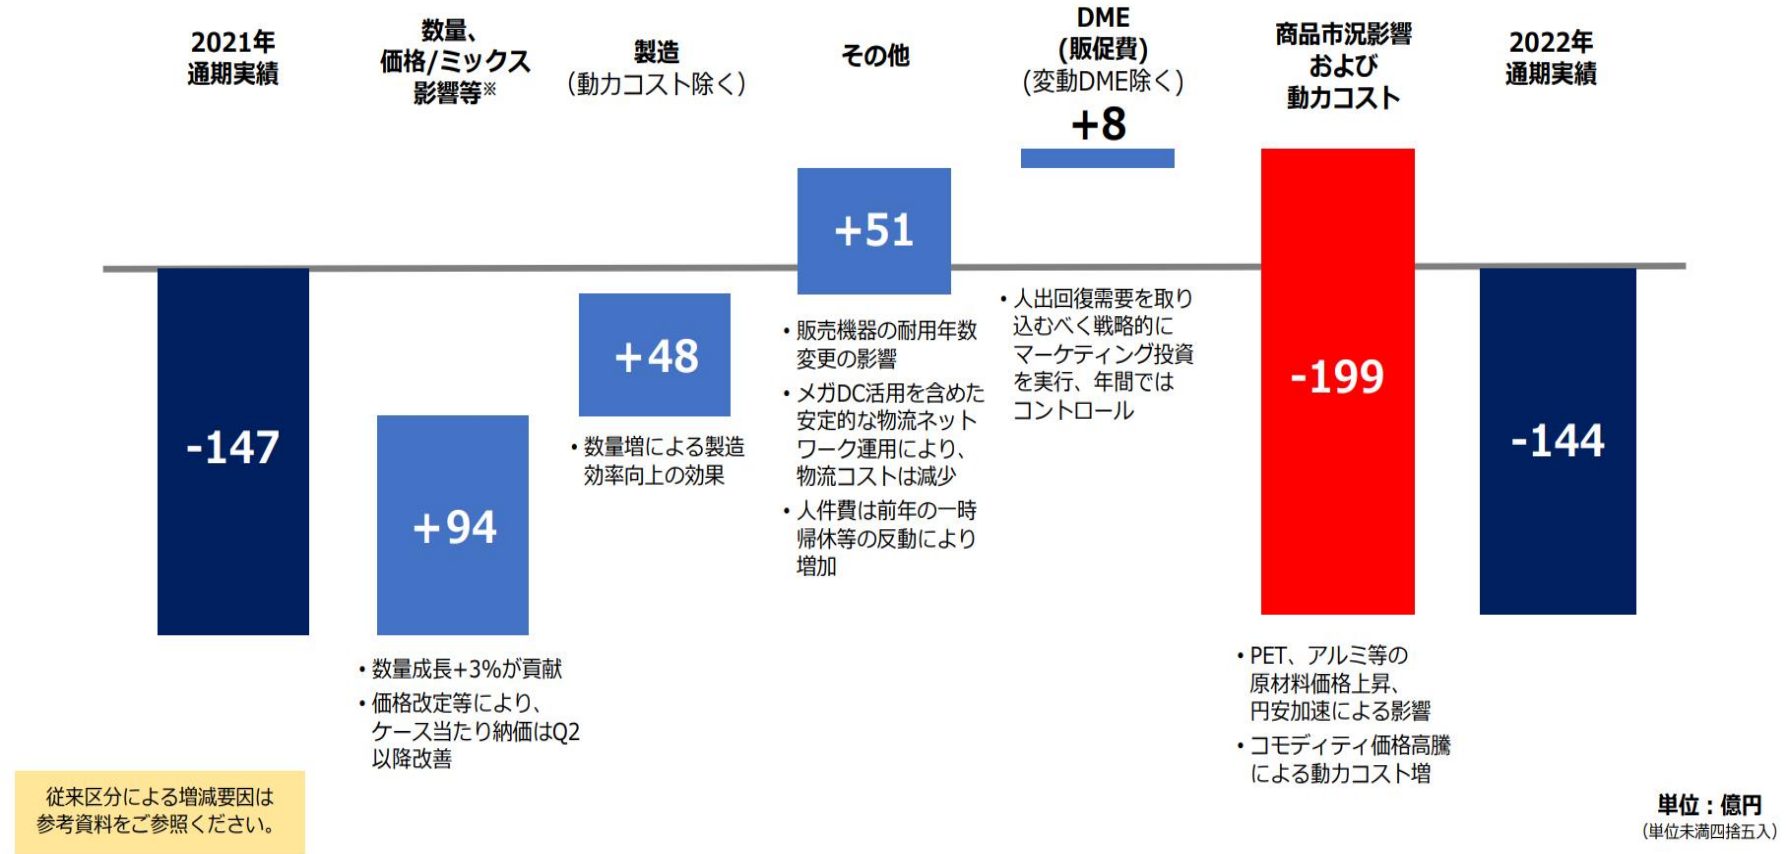 2021年
通期実績
数量、
価格/ミックス
影響等※
製造
（動力コスト除く）
その他
DME
(販促費)
(変動DME除く)
+8
商品市況影響
および
動力コスト
2022年
通期実績
-147
+94
・数量成長+3%が貢献
・価格改定等により、
ケース当たり納価はQ2
以降改善
+48
・数量増による製造
効率向上の効果
+51
・販売機器の耐用年数
変更の影響
・メガDC活用を含めた
安定的な物流ネット
ワーク運用により、
物流コストは減少
・人件費は前年の一時
帰休等の反動により
増加
・人出回復需要を取り
込むべく戦略的に
マーケティング投資
を実行、年間では
コントロール
-199
・PET、アルミ等の
原材料価格上昇、
円安加速による影響
・コモディティ価格高騰
による動力コスト増
-144
従来区分による増減要因は
参考資料をご参照ください。
単位：億円
（単位未満四捨五入）